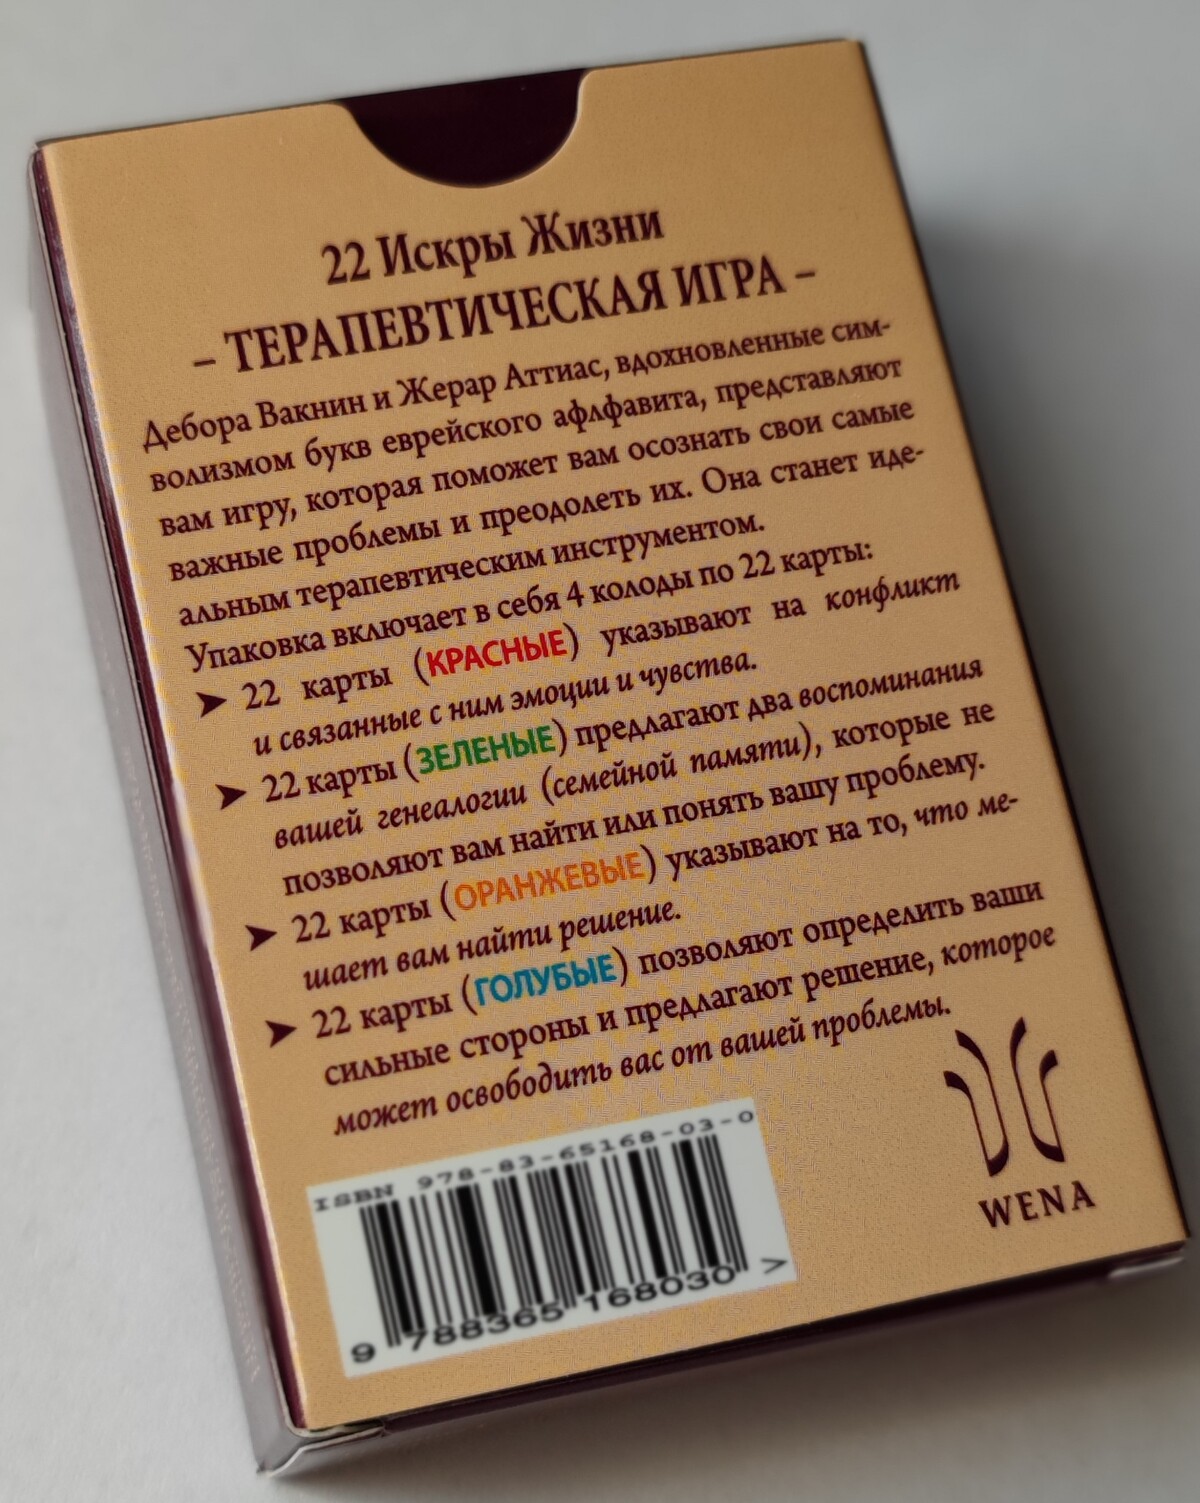 22 Искры Жизни
– ТЕРАПЕВТИЧЕСКАЯ ИГРА –
Дебора Вакнин и Жерар Аттиас, вдохновленные сим-
волизмом букв еврейского афлфавита, представляют
вам игру, которая поможет вам осознать свои самые
важные проблемы и преодолеть их. Она станет иде-
альным терапевтическим инструментом.
Упаковка включает в себя 4 колоды по 22 карты:
➤ 22 карты (КРАСНЫЕ) указывают на конфликт
и связанные с ним эмоции и чувства.
➤ 22 карты (ЗЕЛЕНЫЕ) предлагают два воспоминания
вашей генеалогии (семейной памяти), которые не
позволяют вам найти или понять вашу проблему.
➤ 22 карты (ОРАНЖЕВЫЕ) указывают на то, что ме-
шает вам найти решение.
➤ 22 карты (ГОЛУБЫЕ) позволяют определить ваши
сильные стороны и предлагают решение, которое
может освободить вас от вашей проблемы.
ISBN 978-83-65168-03-0
9 788365 168030 >
WENA